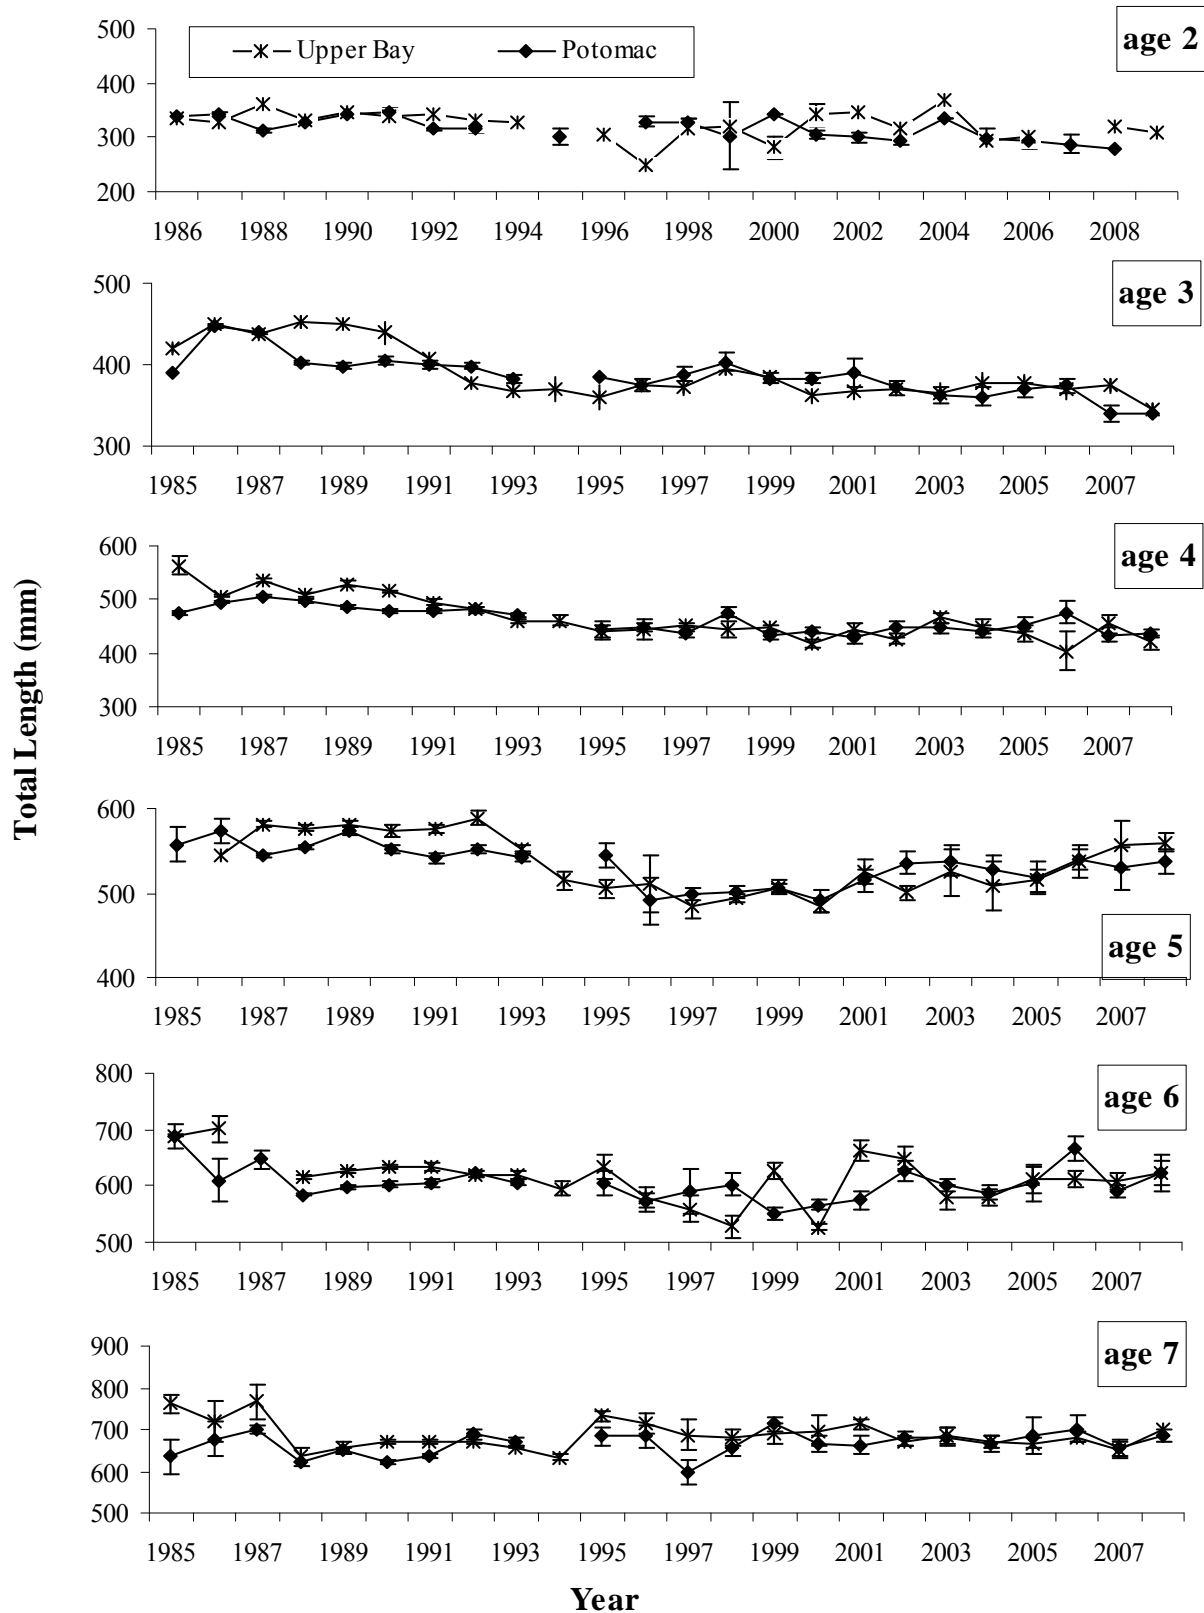 500
400
300
200
Upper Bay
Potomac
age 2
1986 1988 1990 1992 1994 1996 1998 2000 2002 2004 2006 2008
500
400
300
age 3
1985 1987 1989 1991 1993 1995 1997 1999 2001 2003 2005 2007
600
500
400
300
age 4
1985 1987 1989 1991 1993 1995 1997 1999 2001 2003 2005 2007
Total Length (mm)
600
500
400
age 5
1985 1987 1989 1991 1993 1995 1997 1999 2001 2003 2005 2007
800
700
600
500
age 6
1985 1987 1989 1991 1993 1995 1997 1999 2001 2003 2005 2007
900
800
700
600
500
age 7
1985 1987 1989 1991 1993 1995 1997 1999 2001 2003 2005 2007
Year